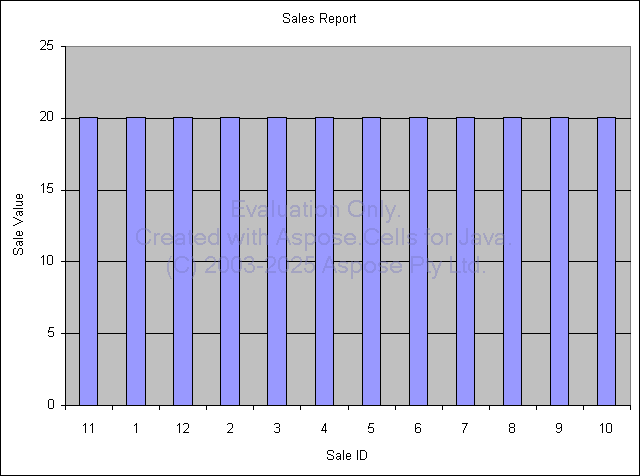 Sales Report
25
20
15
10
5
0
Sale Value
Evaluation Only.
Created with Aspose.Cells for Java.
(C) 2003-2025 Aspose Pty Ltd.
11 1 12 2 3 4 5 6 7 8 9 10
Sale ID